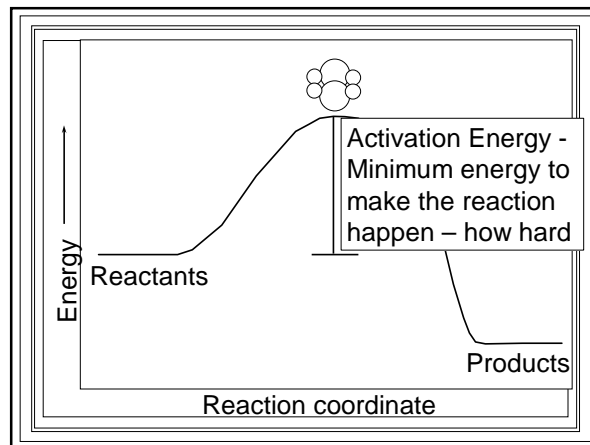 Activation Energy -
Minimum energy to
make the reaction
happen – how hard
Energy
Reactants
Products
Reaction coordinate